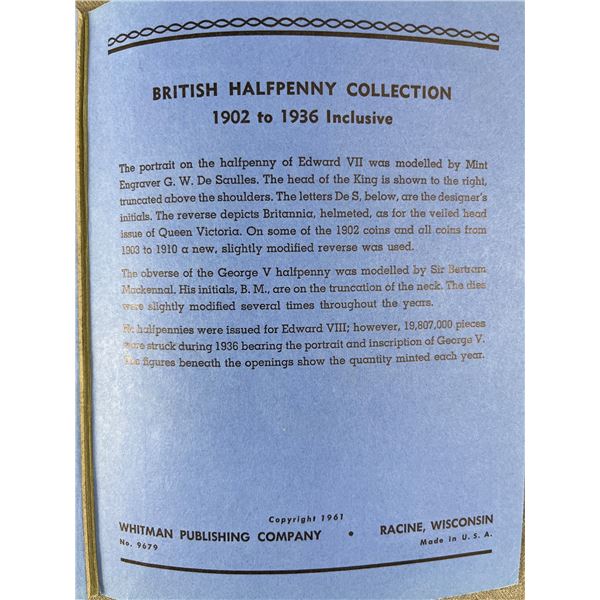 BRITISH HALFPENNY COLLECTION
1902 to 1936 Inclusive
The portrait on the halfpenny of Edward VII was modelled by Mint
Engraver G. W. De Saulles. The head of the King is shown to the right,
truncated above the shoulders. The letters De S, below, are the designer's
initials. The reverse depicts Britannia, helmeted, as for the veiled head
issue of Queen Victoria. On some of the 1902 coins and all coins from
1903 to 1910 a new, slightly modified reverse was used.
The obverse of the George V halfpenny was modelled by Sir Bertram
Mackennal. His initials, B. M., are on the truncation of the neck. The dies
were slightly modified several times throughout the years.
No halfpennies were issued for Edward VIII; however, 19,807,000 pieces
were struck during 1936 bearing the portrait and inscription of George V.
The figures beneath the openings show the quantity minted each year.
Copyright 1961
WHITMAN PUBLISHING COMPANY • RACINE, WISCONSIN
No. 9679 Made in U. S. A.